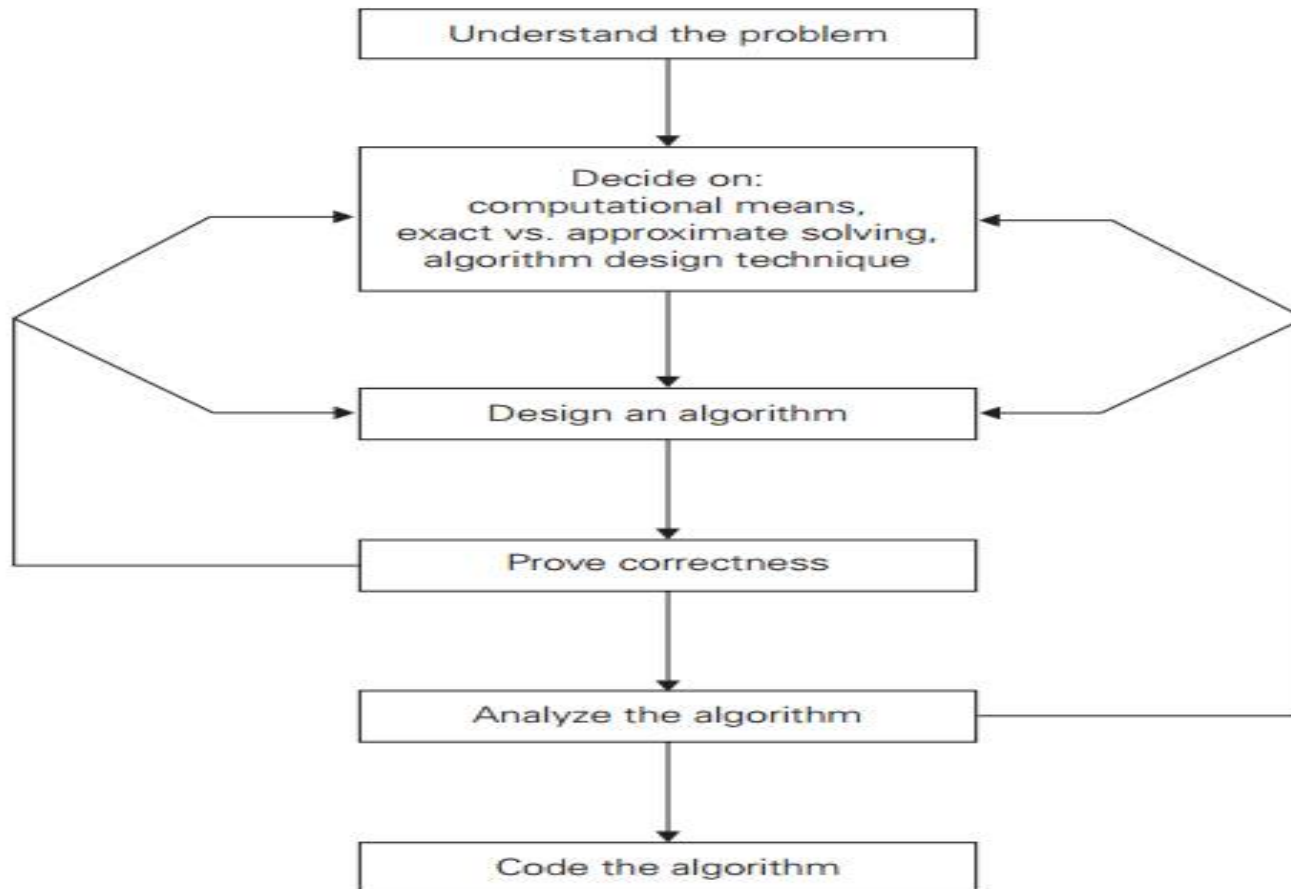 Understand the problem
Decide on:
computational means,
exact vs. approximate solving,
algorithm design technique
Design an algorithm
Prove correctness
Analyze the algorithm
Code the algorithm